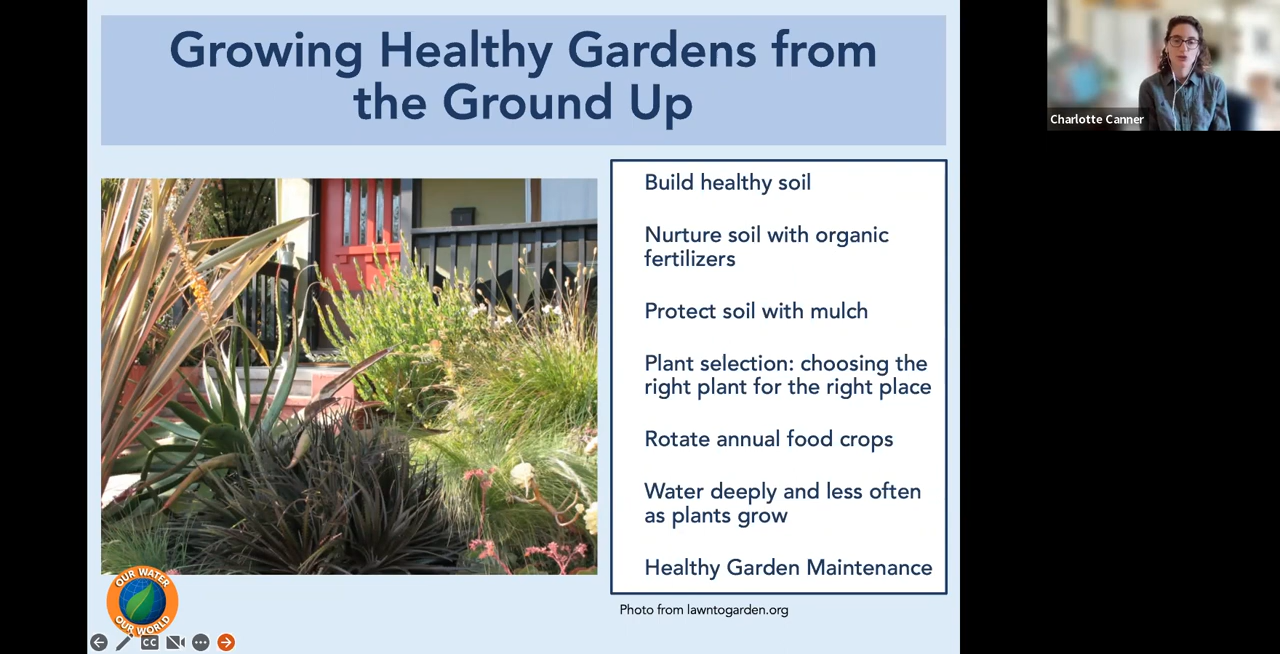 Growing Healthy Gardens from
the Ground Up
Charlotte Canner
Build healthy soil
Nurture soil with organic
fertilizers
Protect soil with mulch
Plant selection: choosing the
right plant for the right place
Rotate annual food crops
Water deeply and less often
as plants grow
Healthy Garden Maintenance
Photo from lawntogarden.org
OUR WATER
OUR WORLD
CC